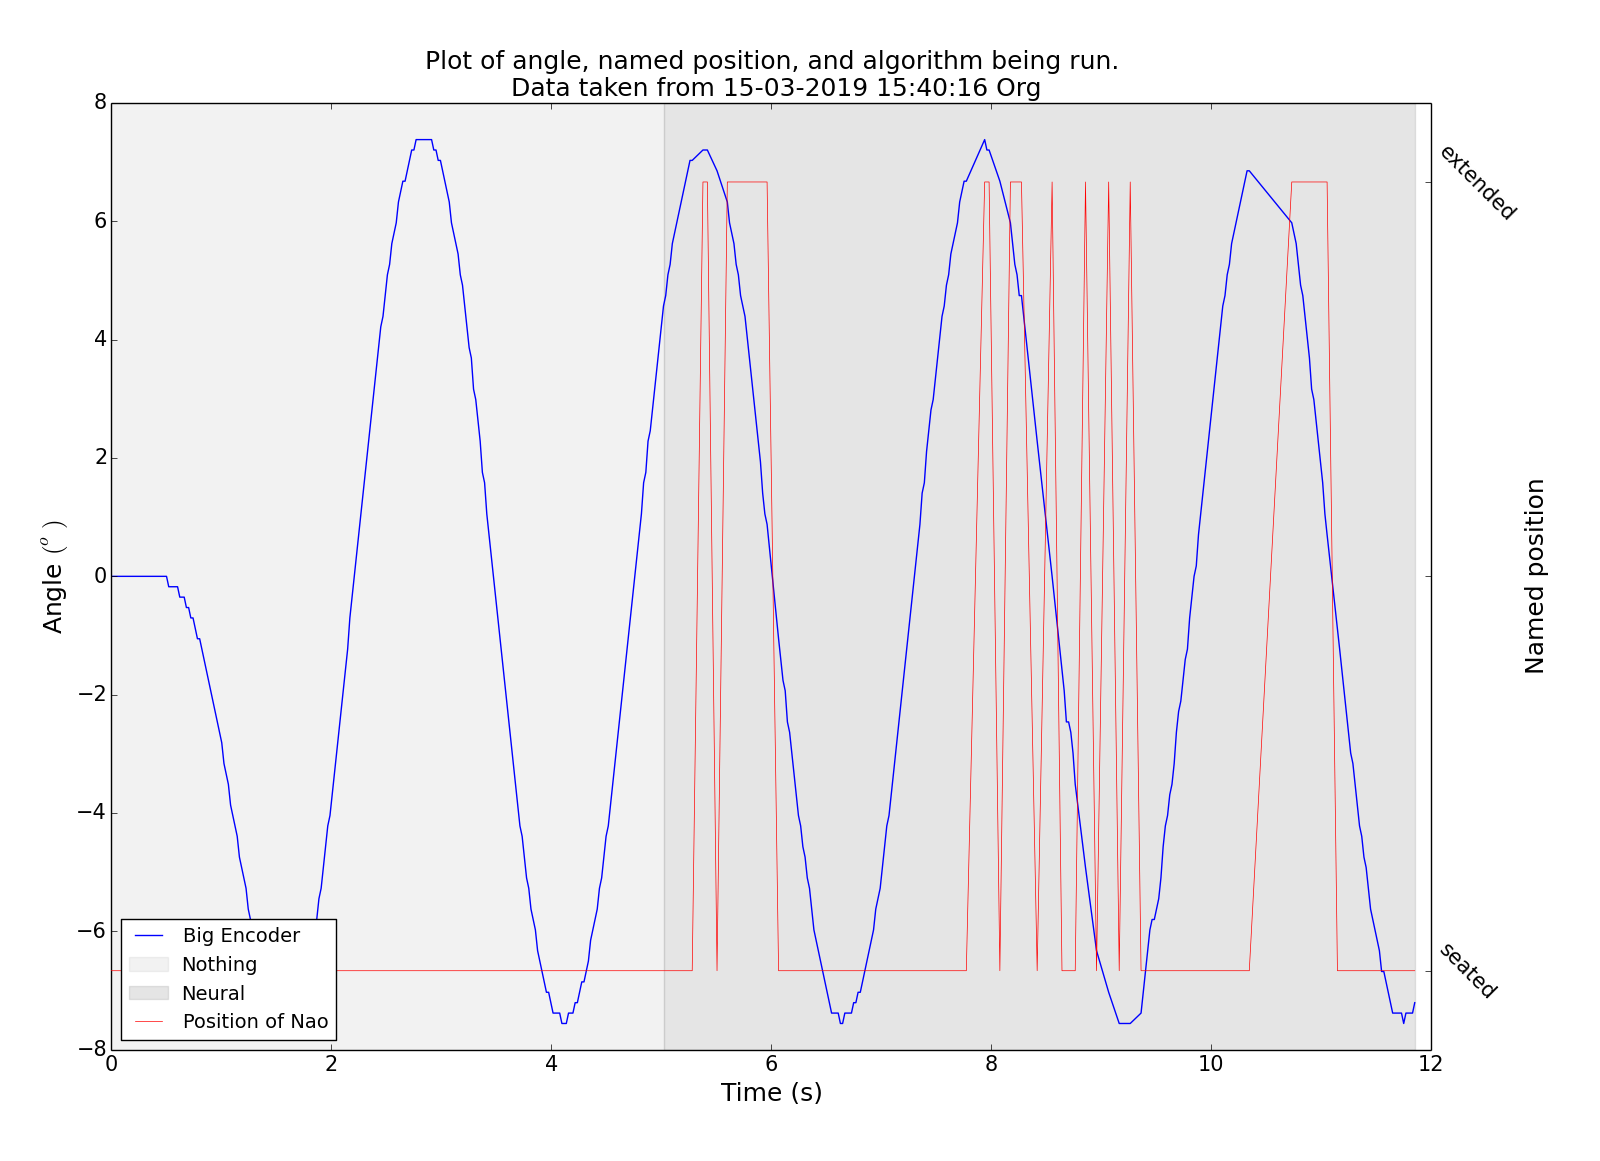 Plot of angle, named position, and algorithm being run.
Data taken from 15-03-2019 15:40:16 Org
8
6
4
2
0
−2
−4
−6
−8
Angle (°)
extended
seated
Named position
Big Encoder
Nothing
Neural
Position of Nao
0 2 4 6 8 10 12
Time (s)